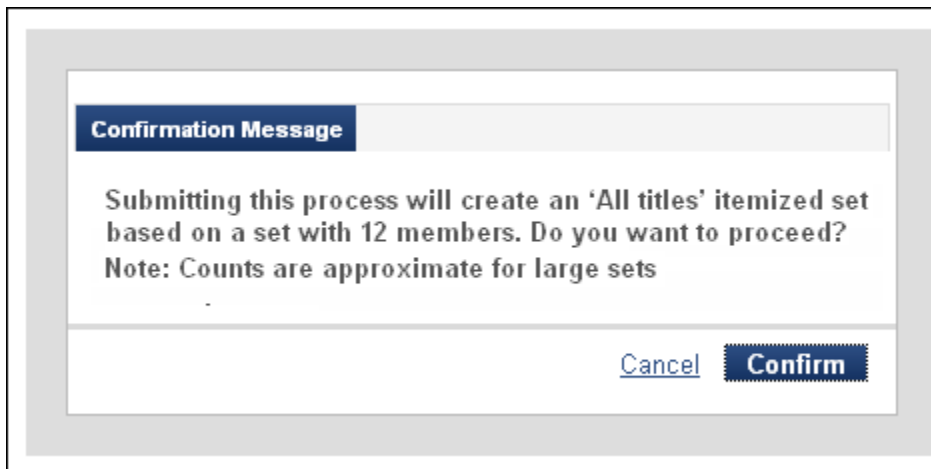 Confirmation Message
Submitting this process will create an ‘All titles’ itemized set
based on a set with 12 members. Do you want to proceed?
Note: Counts are approximate for large sets
Cancel Confirm